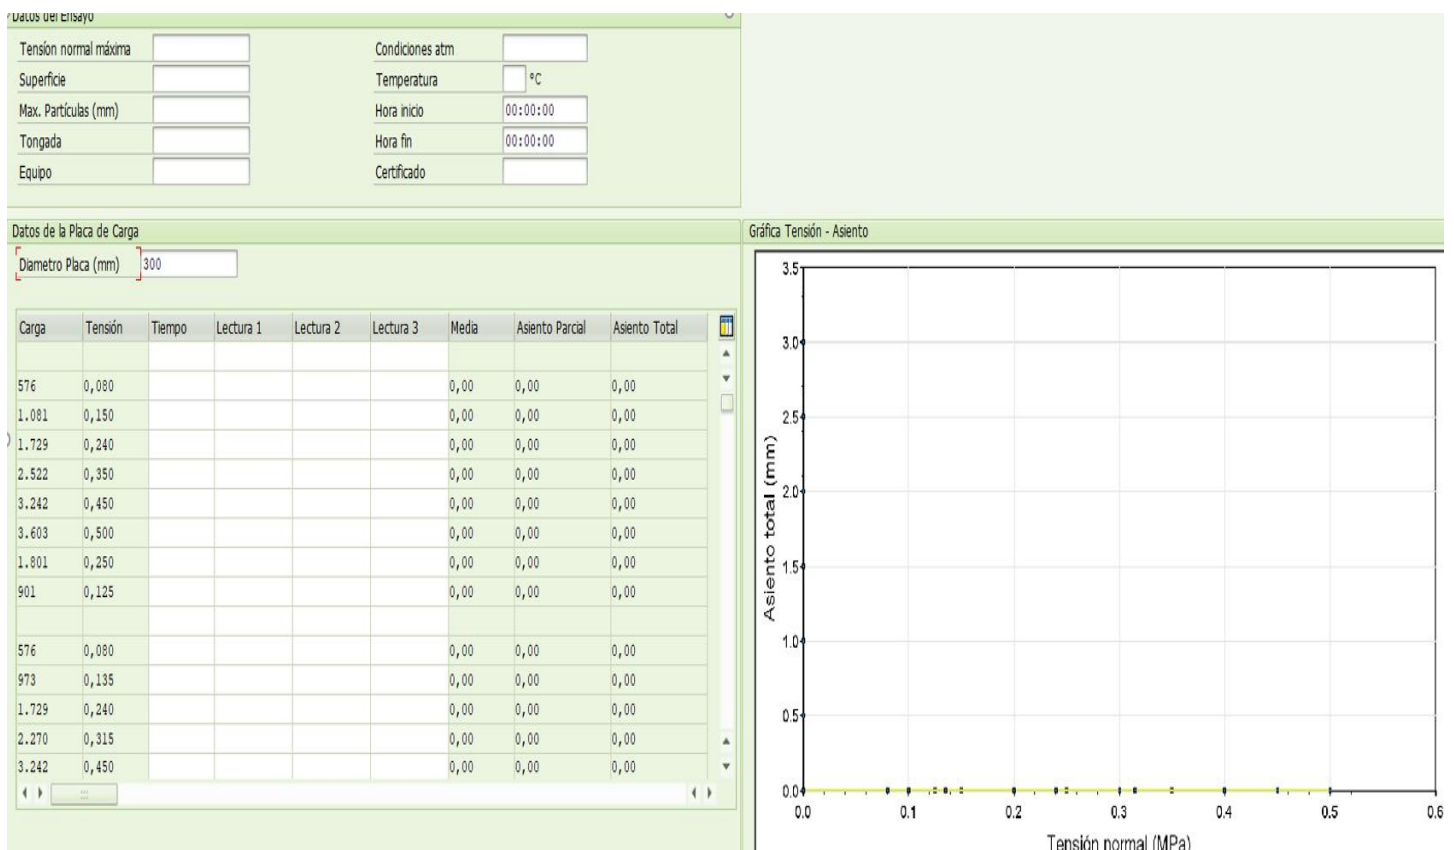 Datos del Ensayo
Tensíon normal máxima
Condiciones atm
Superficie
Temperatura °C
Max. Partículas (mm)
Hora inicio 00:00:00
Tongada
Hora fin 00:00:00
Equipo
Certificado
Datos de la Placa de Carga
Diametro Placa (mm) 300
Carga Tensión Tiempo Lectura 1 Lectura 2 Lectura 3 Media Asiento Parcial Asiento Total
576 0,080 0,00 0,00 0,00
1.081 0,150 0,00 0,00 0,00
1.729 0,240 0,00 0,00 0,00
2.522 0,350 0,00 0,00 0,00
3.242 0,450 0,00 0,00 0,00
3.603 0,500 0,00 0,00 0,00
1.801 0,250 0,00 0,00 0,00
901 0,125 0,00 0,00 0,00
576 0,080 0,00 0,00 0,00
973 0,135 0,00 0,00 0,00
1.729 0,240 0,00 0,00 0,00
2.270 0,315 0,00 0,00 0,00
3.242 0,450 0,00 0,00 0,00
Gráfica Tensión - Asiento
3.5
3.0
2.5
2.0
1.5
1.0
0.5
0.0
Asiento total (mm)
0.0 0.1 0.2 0.3 0.4 0.5 0.6
Tensión normal (MPa)